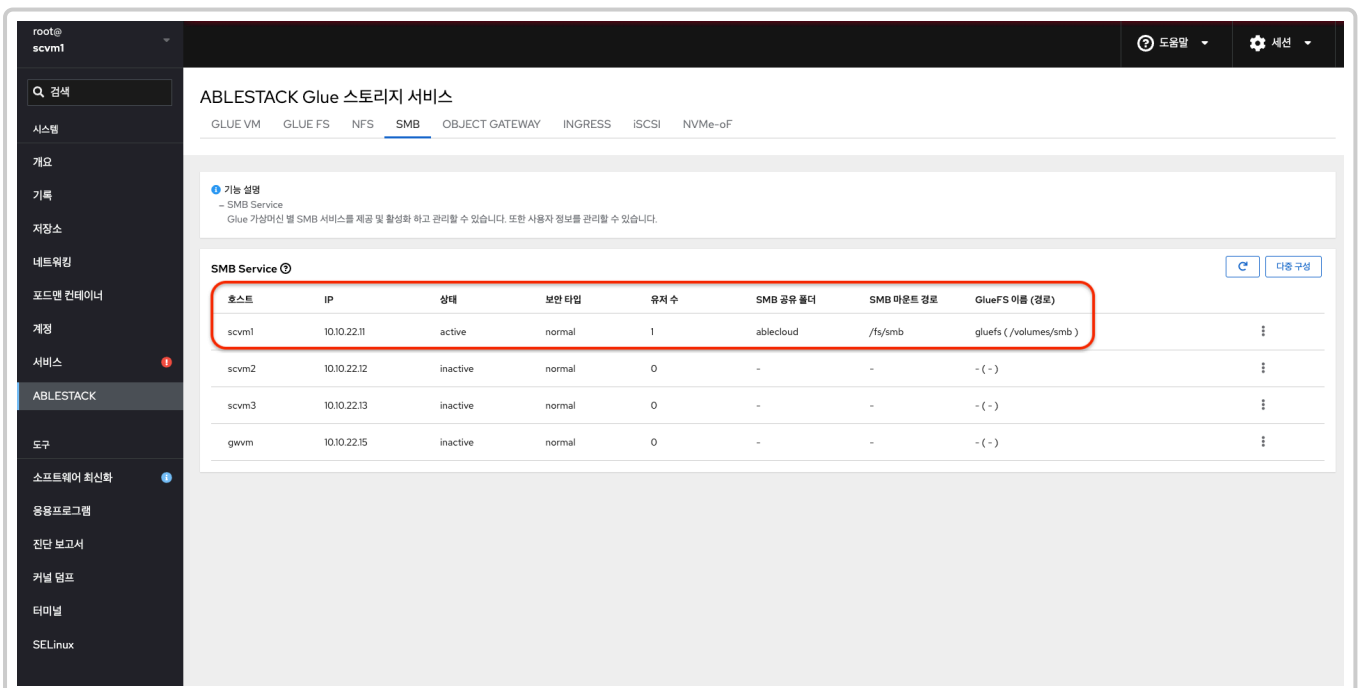 root@
scvm1
도움말
세션
검색
시스템
개요
기록
저장소
네트워킹
포드맨 컨테이너
계정
서비스
ABLESTACK
도구
소프트웨어 최신화
응용프로그램
진단 보고서
커널 덤프
터미널
SELinux
ABLESTACK Glue 스토리지 서비스
GLUE VM GLUE FS NFS SMB OBJECT GATEWAY INGRESS iSCSI NVMe-oF
기능 설명
– SMB Service
Glue 가상머신 별 SMB 서비스를 제공 및 활성화 하고 관리할 수 있습니다. 또한 사용자 정보를 관리할 수 있습니다.
SMB Service
다중 구성
호스트 IP 상태 보안 타입 유저 수 SMB 공유 폴더 SMB 마운트 경로 GlueFS 이름 (경로)
scvm1 10.10.22.11 active normal 1 ablecloud /fs/smb gluefs ( /volumes/smb )
scvm2 10.10.22.12 inactive normal 0 - - - ( - )
scvm3 10.10.22.13 inactive normal 0 - - - ( - )
gwvm 10.10.22.15 inactive normal 0 - - - ( - )